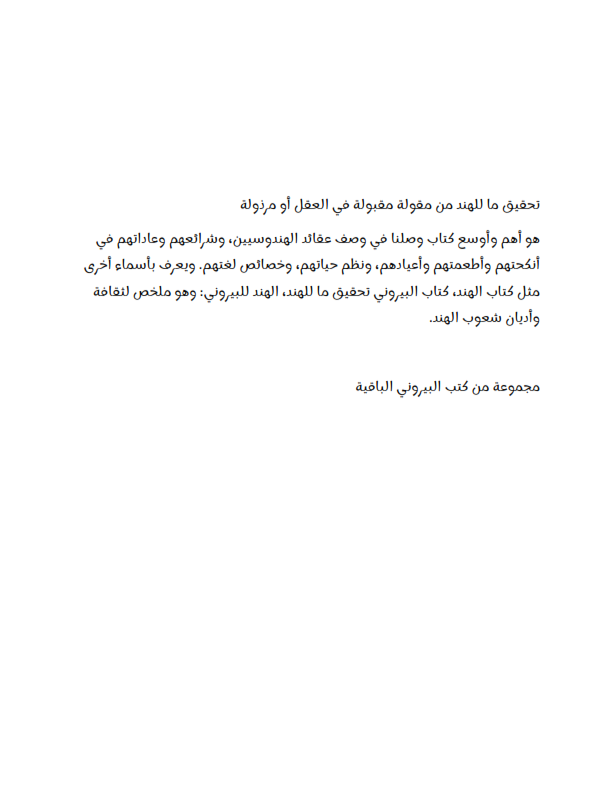 تحقيق ما للهند من مقولة مقبولة في العقل أو مرذولة
هو أهم وأوسع كتاب وصلنا في وصف عقائد الهندوسيين، وشرائعهم وعاداتهم في
أنكحتهم وأطعمتهم وأعيادهم، ونظم حياتهم، وخصائص لغتهم. ويعرف بأسماء أخرى
مثل كتاب الهند، كتاب البيروني تحقيق ما للهند، الهند للبيروني: وهو ملخص لثقافة
وأديان شعوب الهند.
مجموعة من كتب البيروني الباقية